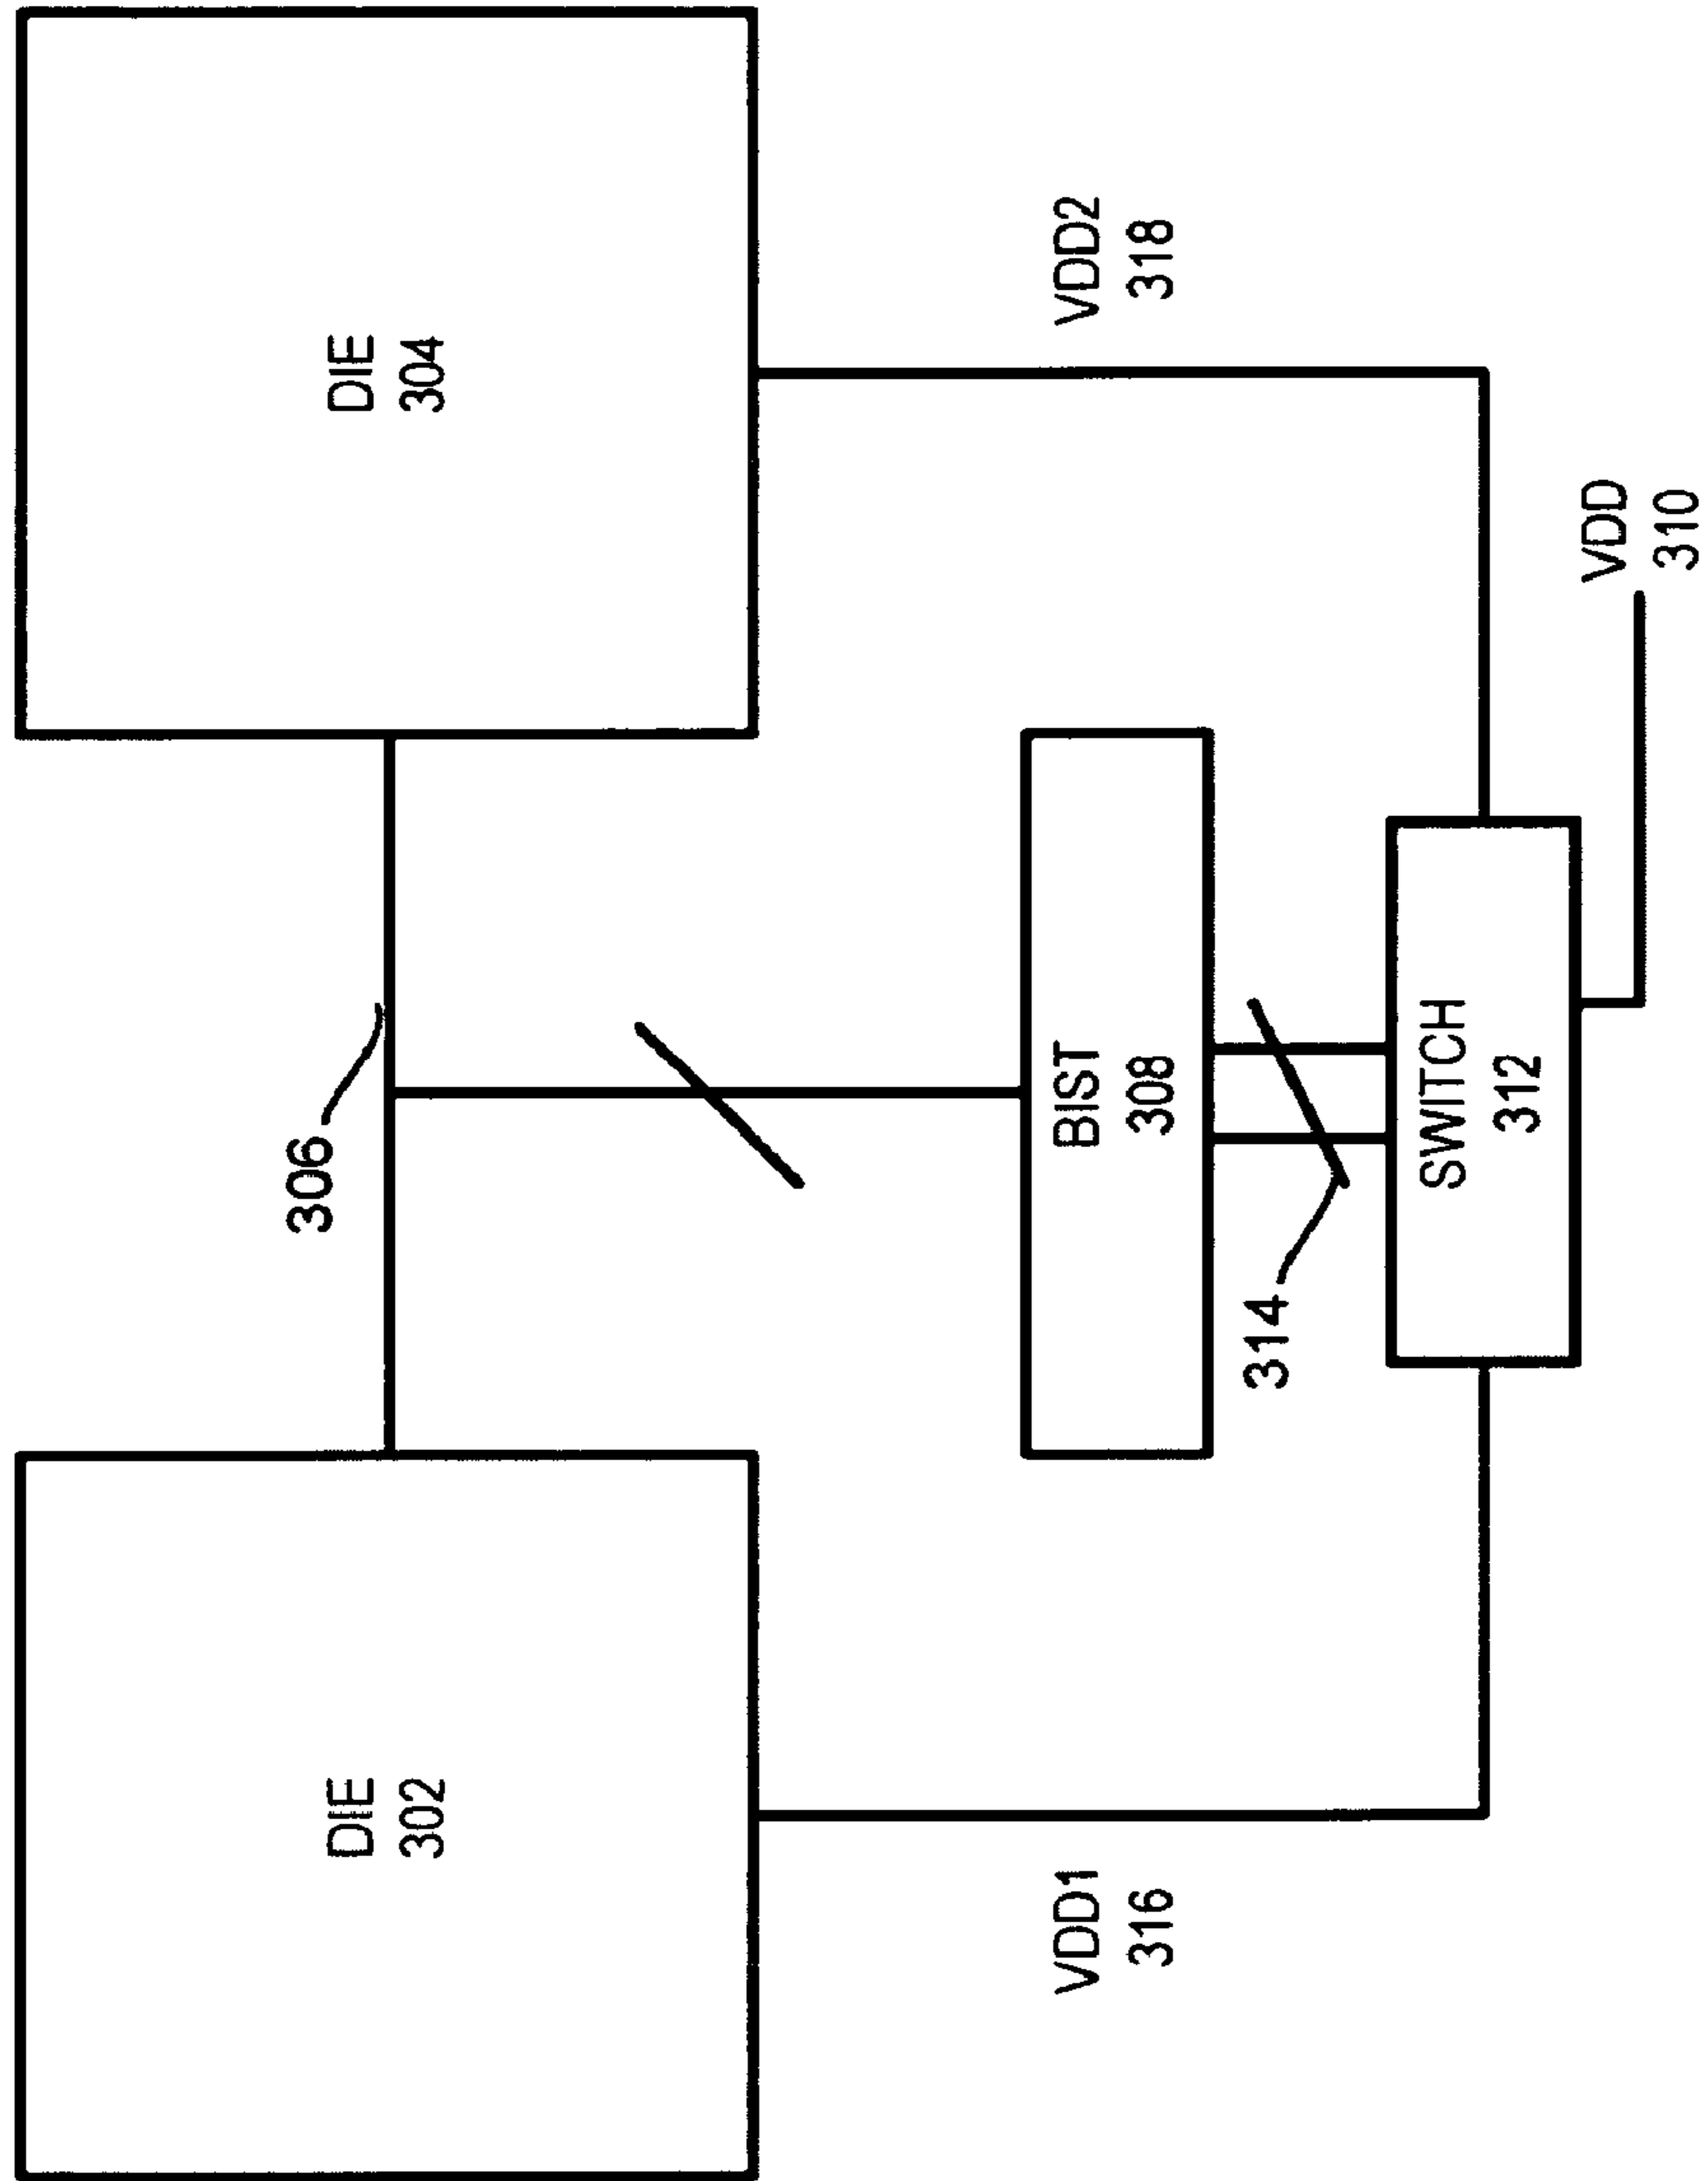 DIE
302
DIE
304
306
VDD1
316
BIST
308
VDD2
318
314
SWITCH
312
VDD
310